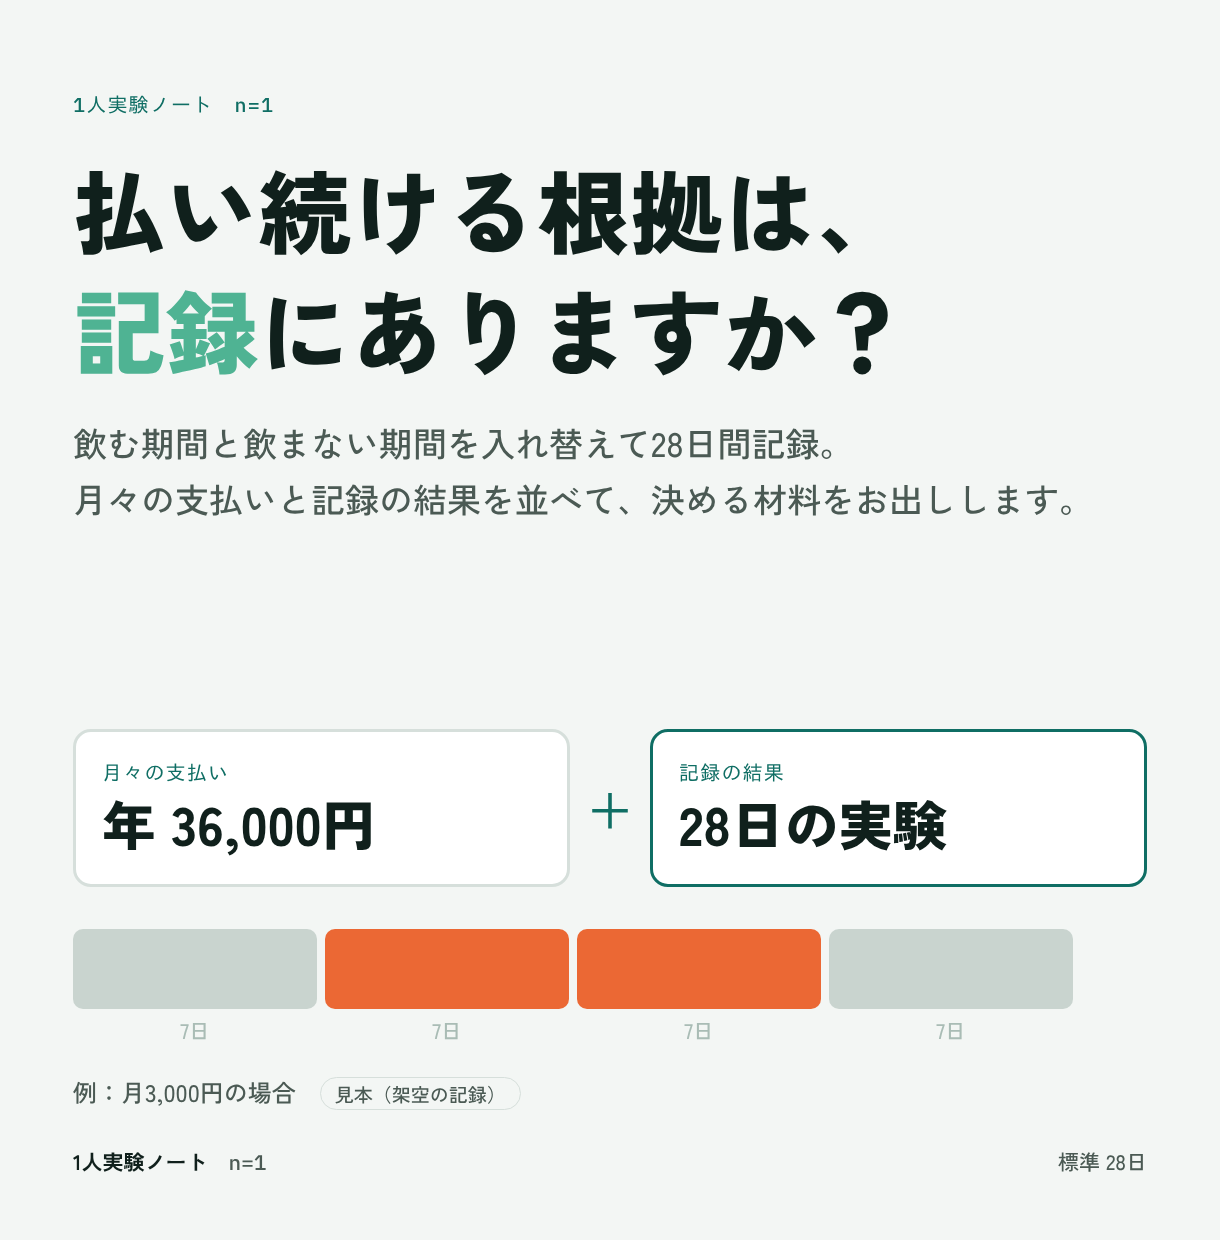 1人実験ノート n=1
払い続ける根拠は、
記録にありますか？
飲む期間と飲まない期間を入れ替えて28日間記録。
月々の支払いと記録の結果を並べて、決める材料をお出しします。
月々の支払い
年 36,000円
＋
記録の結果
28日の実験
7日 7日 7日 7日
例：月3,000円の場合 見本（架空の記録）
1人実験ノート n=1 標準 28日